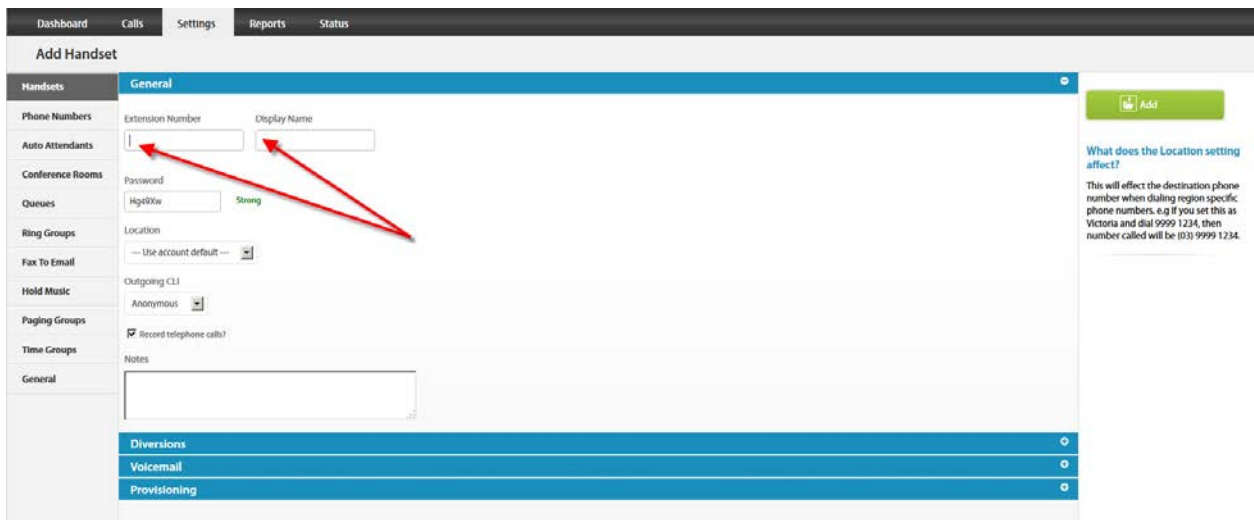 Dashboard Calls Settings Reports Status
Add Handset
Handsets
Phone Numbers
Auto Attendants
Conference Rooms
Queues
Ring Groups
Fax To Email
Hold Music
Paging Groups
Time Groups
General
General
Extension Number Display Name
Password
Hg49Xw Strong
Location
--- Use account default ---
Outgoing CLI
Anonymous
Record telephone calls?
Notes
Diversions
Voicemail
Provisioning
Add
What does the Location setting
affect?
This will effect the destination phone
number when dialing region specific
phone numbers. e.g If you set this as
Victoria and dial 9999 1234, then
number called will be (03) 9999 1234.